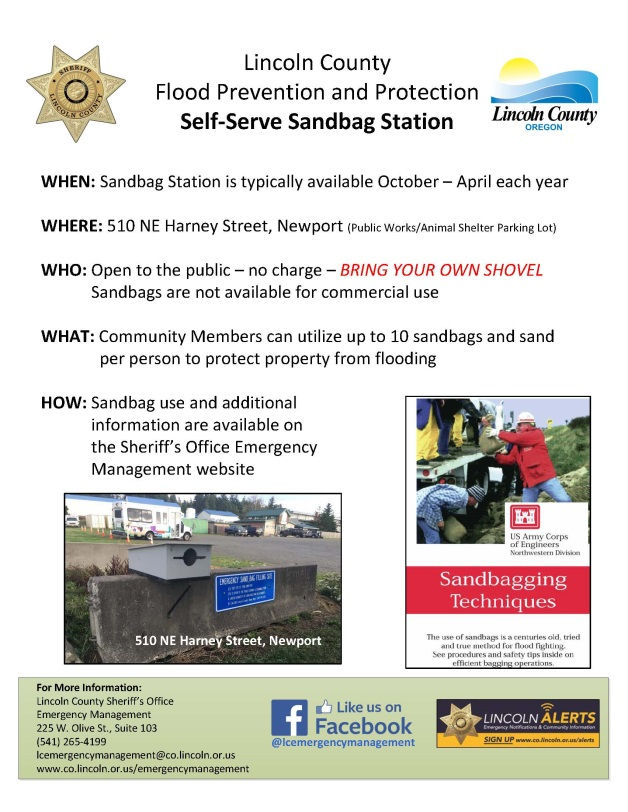 SHERIFF
LINCOLN COUNTY
Lincoln County
Flood Prevention and Protection
Self-Serve Sandbag Station
Lincoln County
OREGON
WHEN: Sandbag Station is typically available October – April each year
WHERE: 510 NE Harney Street, Newport (Public Works/Animal Shelter Parking Lot)
WHO: Open to the public – no charge – BRING YOUR OWN SHOVEL
Sandbags are not available for commercial use
WHAT: Community Members can utilize up to 10 sandbags and sand
per person to protect property from flooding
HOW: Sandbag use and additional
information are available on
the Sheriff's Office Emergency
Management website
EMERGENCY SAND BAG FILLING SITE
510 NE Harney Street, Newport
US Army Corps
of Engineers
Northwestern Division
Sandbagging
Techniques
The use of sandbags is a centuries old, tried
and true method for flood fighting.
See procedures and safety tips inside on
efficient bagging operations.
For More Information:
Lincoln County Sheriff's Office
Emergency Management
225 W. Olive St., Suite 103
(541) 265-4199
lcemergencymanagement@co.lincoln.or.us
www.co.lincoln.or.us/emergencymanagement
Like us on
Facebook
@lcemergencymanagement
LINCOLN ALERTS
Emergency Notifications & Community Information
SIGN UP www.co.lincoln.or.us/alerts